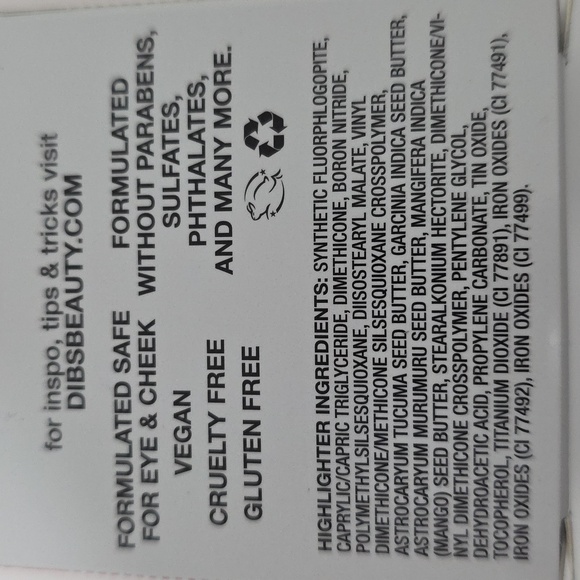 for inspo, tips & tricks visit
DIBSBEAUTY.COM
FORMULATED SAFE
FOR EYE & CHEEK
VEGAN
CRUELTY FREE
GLUTEN FREE
FORMULATED
WITHOUT PARABENS,
SULFATES,
PHTHALATES,
AND MANY MORE.
HIGHLIGHTER INGREDIENTS: SYNTHETIC FLUORPHLOGOPITE,
CAPRYLIC/CAPRIC TRIGLYCERIDE, DIMETHICONE, BORON NITRIDE,
POLYMETHYLSILSESQUIOXANE, DIISOSTEARYL MALATE, VINYL
DIMETHICONE/METHICONE SILSESQUIOXANE CROSSPOLYMER,
ASTROCARYUM TUCUMA SEED BUTTER, GARCINIA INDICA SEED BUTTER,
ASTROCARYUM MURUMURU SEED BUTTER, MANGIFERA INDICA
(MANGO) SEED BUTTER, STEARALKONIUM HECTORITE, DIMETHICONE/VI-
NYL DIMETHICONE CROSSPOLYMER, PENTYLENE GLYCOL,
DEHYDROACETIC ACID, PROPYLENE CARBONATE, TIN OXIDE,
TOCOPHEROL, TITANIUM DIOXIDE (CI 77891), IRON OXIDES (CI 77491),
IRON OXIDES (CI 77492), IRON OXIDES (CI 77499).